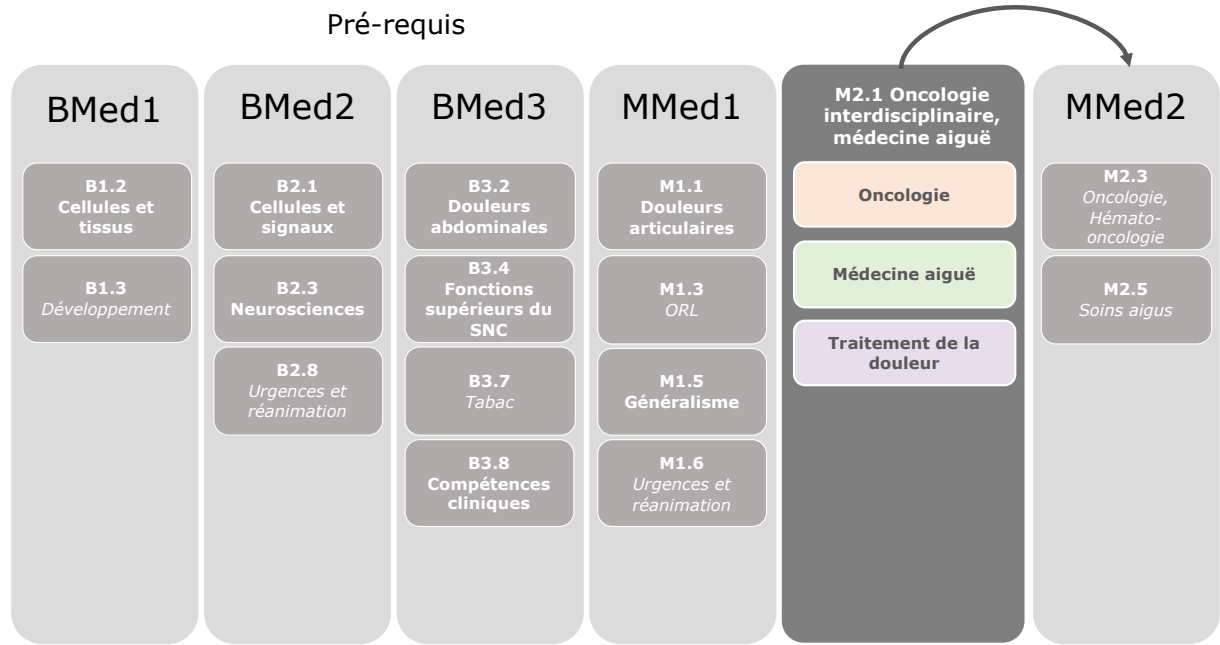 Pré-requis
BMed1
B1.2
Cellules et
tissus
B1.3
Développement
BMed2
B2.1
Cellules et
signaux
B2.3
Neurosciences
B2.8
Urgences et
réanimation
BMed3
B3.2
Douleurs
abdominales
B3.4
Fonctions
supérieurs du
SNC
B3.7
Tabac
B3.8
Compétences
cliniques
MMed1
M1.1
Douleurs
articulaires
M1.3
ORL
M1.5
Généralisme
M1.6
Urgences et
réanimation
M2.1 Oncologie
interdisciplinaire,
médecine aiguë
Oncologie
Médecine aiguë
Traitement de la
douleur
MMed2
M2.3
Oncologie,
Hémato-
oncologie
M2.5
Soins aigus